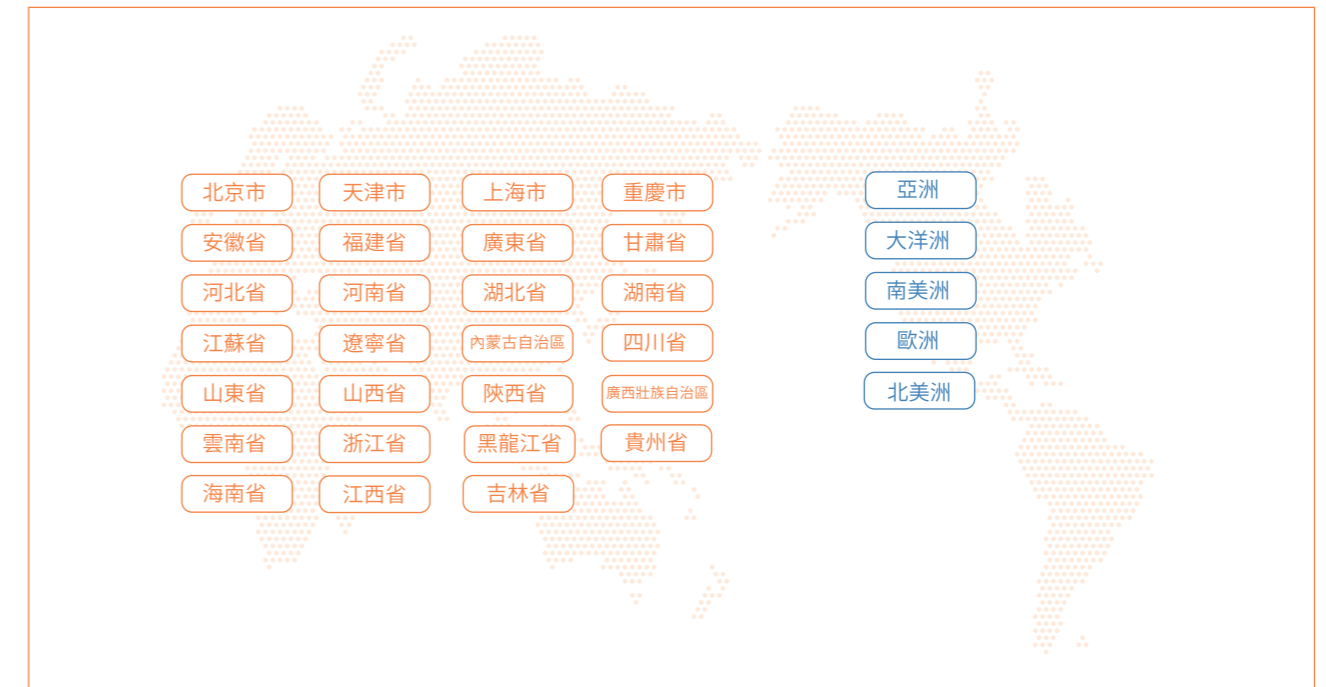 北京市 天津市 上海市 重慶市 亞洲
安徽省 福建省 廣東省 甘肅省 大洋洲
河北省 河南省 湖北省 湖南省 南美洲
江蘇省 遼寧省 內蒙古自治區 四川省 歐洲
山東省 山西省 陝西省 廣西壯族自治區 北美洲
雲南省 浙江省 黑龍江省 貴州省
海南省 江西省 吉林省